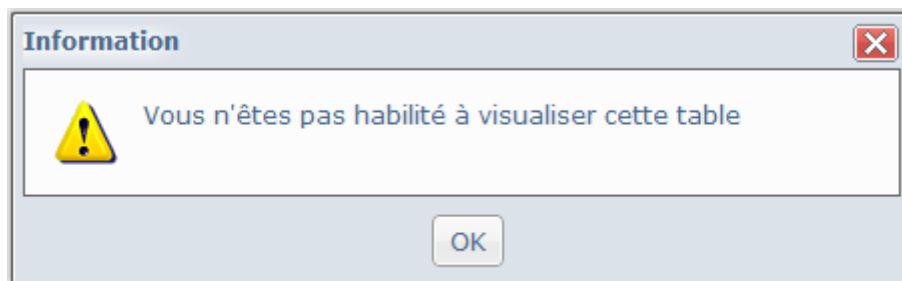 Information
Vous n'êtes pas habilité à visualiser cette table
OK